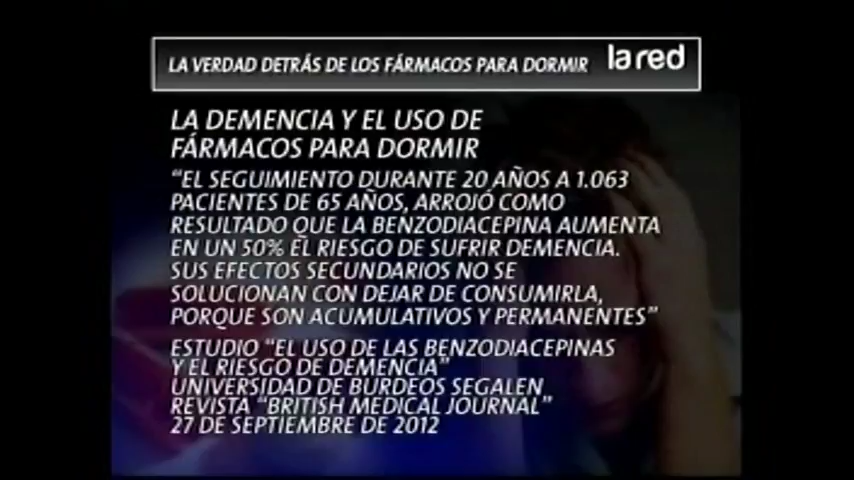 LA VERDAD DETRÁS DE LOS FÁRMACOS PARA DORMIR la red
LA DEMENCIA Y EL USO DE
FÁRMACOS PARA DORMIR
“EL SEGUIMIENTO DURANTE 20 AÑOS A 1.063
PACIENTES DE 65 AÑOS, ARROJÓ COMO
RESULTADO QUE LA BENZODIACEPINA AUMENTA
EN UN 50% EL RIESGO DE SUFRIR DEMENCIA.
SUS EFECTOS SECUNDARIOS NO SE
SOLUCIONAN CON DEJAR DE CONSUMIRLA,
PORQUE SON ACUMULATIVOS Y PERMANENTES”
ESTUDIO “EL USO DE LAS BENZODIACEPINAS
Y EL RIESGO DE DEMENCIA”
UNIVERSIDAD DE BURDEOS SEGALEN
REVISTA “BRITISH MEDICAL JOURNAL”
27 DE SEPTIEMBRE DE 2012